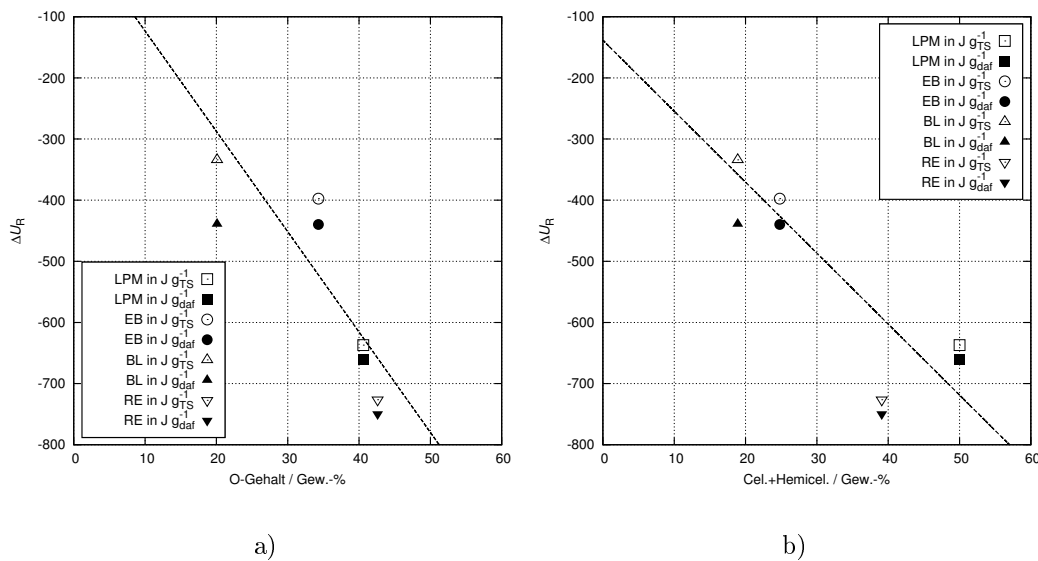 -100
-200
-300
-400
-500
-600
-700
-800
ΔU_R
0 10 20 30 40 50 60
O-Gehalt / Gew.-%
LPM in J g_TS^-1
LPM in J g_daf^-1
EB in J g_TS^-1
EB in J g_daf^-1
BL in J g_TS^-1
BL in J g_daf^-1
RE in J g_TS^-1
RE in J g_daf^-1
a)
-100
-200
-300
-400
-500
-600
-700
-800
ΔU_R
0 10 20 30 40 50 60
Cel.+Hemicel. / Gew.-%
LPM in J g_TS^-1
LPM in J g_daf^-1
EB in J g_TS^-1
EB in J g_daf^-1
BL in J g_TS^-1
BL in J g_daf^-1
RE in J g_TS^-1
RE in J g_daf^-1
b)